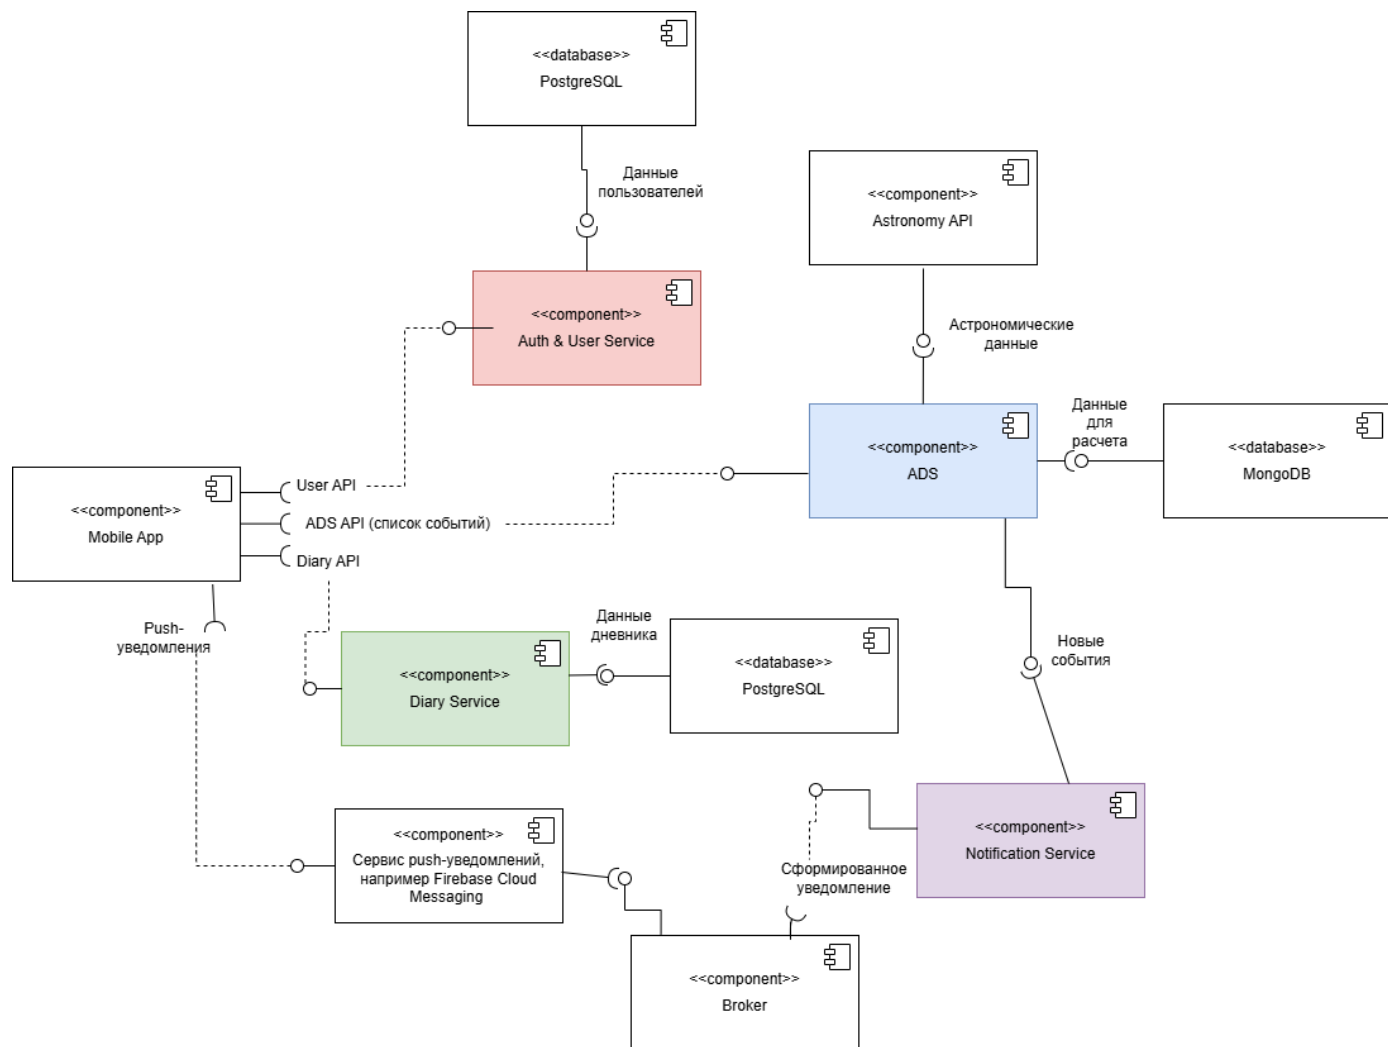 <<database>>
PostgreSQL
Данные
пользователей
<<component>>
Astronomy API
<<component>>
Auth & User Service
Астрономические
данные
<<component>>
ADS
Данные
для
расчета
<<database>>
MongoDB
<<component>>
Mobile App
User API
ADS API (список событий)
Diary API
Push-
уведомления
<<component>>
Diary Service
Данные
дневника
<<database>>
PostgreSQL
Новые
события
<<component>>
Сервис push-уведомлений,
например Firebase Cloud
Messaging
Сформированное
уведомление
<<component>>
Notification Service
<<component>>
Broker